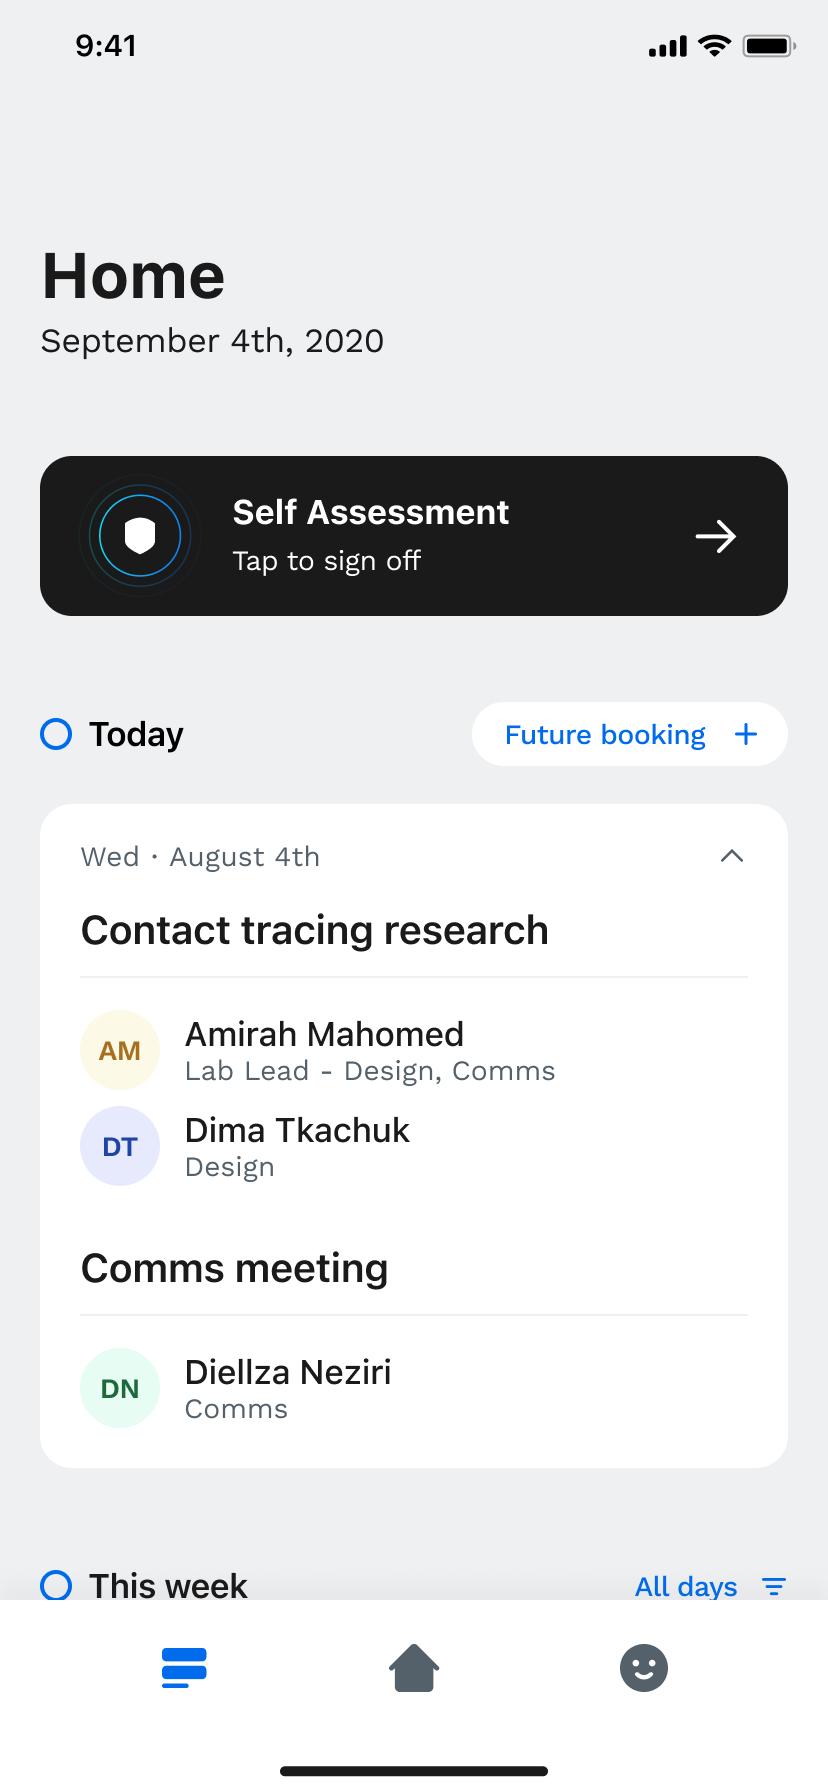 9:41
Home
September 4th, 2020
Self Assessment
Tap to sign off
Today
Future booking +
Wed · August 4th
Contact tracing research
AM
Amirah Mahomed
Lab Lead - Design, Comms
DT
Dima Tkachuk
Design
Comms meeting
DN
Diellza Neziri
Comms
This week
All days